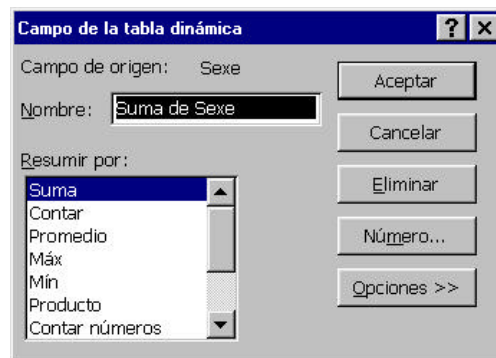 Campo de la tabla dinámica
Campo de origen: Sexe
Nombre: Suma de Sexe
Resumir por:
Suma
Contar
Promedio
Máx
Mín
Producto
Contar números
Aceptar
Cancelar
Eliminar
Número...
Opciones >>